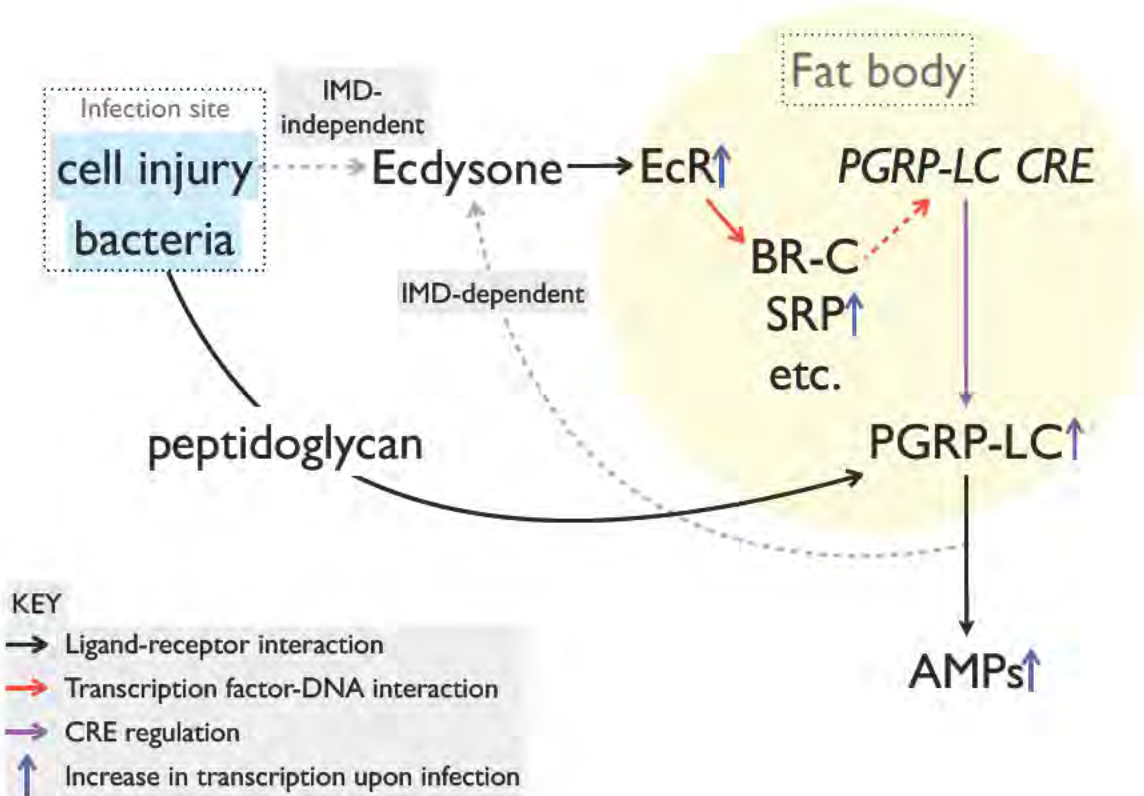 Fat body
Infection site
IMD-
independent
cell injury
Ecdysone
EcR
PGRP-LC CRE
bacteria
BR-C
IMD-dependent
SRP
etc.
peptidoglycan
PGRP-LC
KEY
Ligand-receptor interaction
Transcription factor-DNA interaction
AMPs
CRE regulation
Increase in transcription upon infection